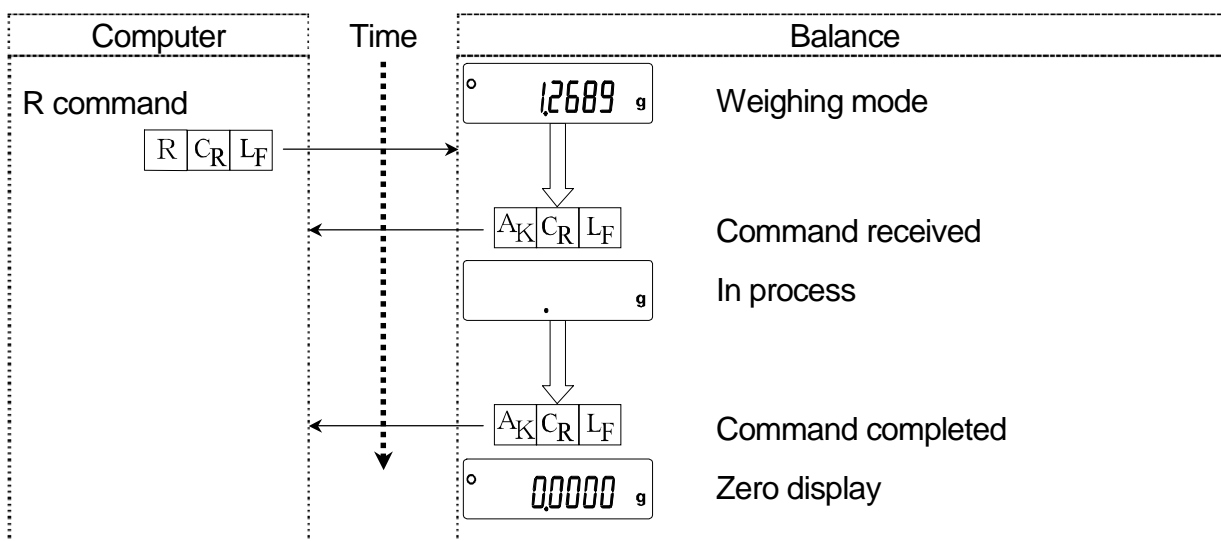 Computer Time Balance
1.2689 g Weighing mode
R command
R CR LF
AK CR LF Command received
. g In process
AK CR LF Command completed
0.0000 g Zero display